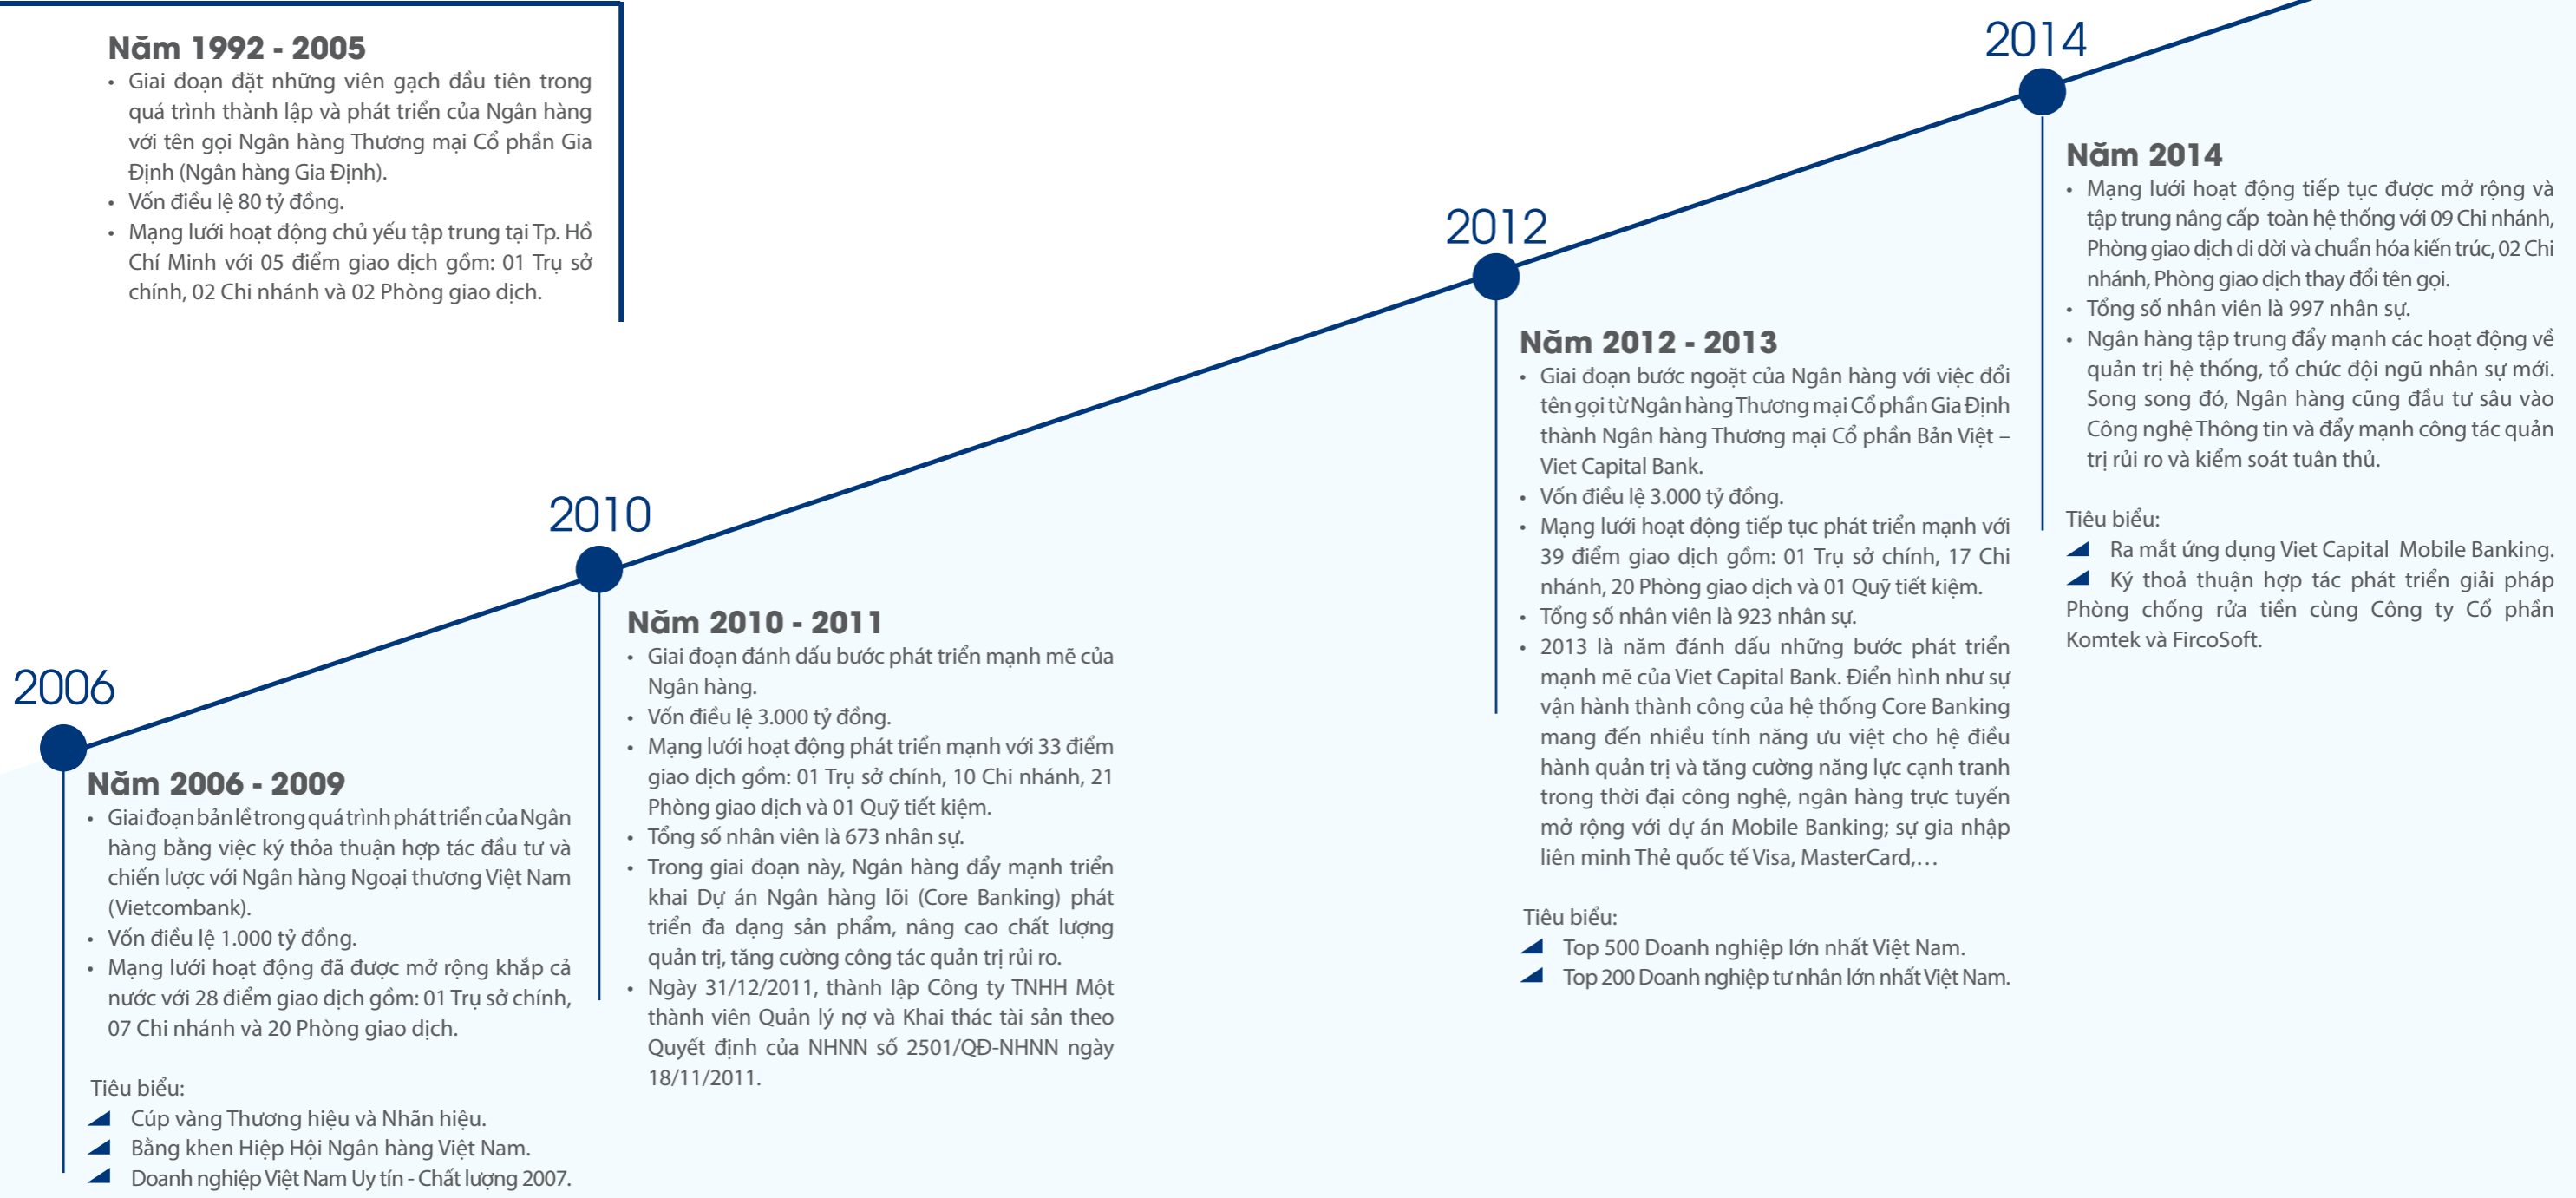 Năm 1992 - 2005
• Giai đoạn đặt những viên gạch đầu tiên trong
quá trình thành lập và phát triển của Ngân hàng
với tên gọi Ngân hàng Thương mại Cổ phần Gia
Định (Ngân hàng Gia Định).
• Vốn điều lệ 80 tỷ đồng.
• Mạng lưới hoạt động chủ yếu tập trung tại Tp. Hồ
Chí Minh với 05 điểm giao dịch gồm: 01 Trụ sở
chính, 02 Chi nhánh và 02 Phòng giao dịch.
2006
Năm 2006 - 2009
• Giai đoạn bản lề trong quá trình phát triển của Ngân
hàng bằng việc ký thỏa thuận hợp tác đầu tư và
chiến lược với Ngân hàng Ngoại thương Việt Nam
(Vietcombank).
• Vốn điều lệ 1.000 tỷ đồng.
• Mạng lưới hoạt động đã được mở rộng khắp cả
nước với 28 điểm giao dịch gồm: 01 Trụ sở chính,
07 Chi nhánh và 20 Phòng giao dịch.
Tiêu biểu:
Cúp vàng Thương hiệu và Nhãn hiệu.
Bằng khen Hiệp Hội Ngân hàng Việt Nam.
Doanh nghiệp Việt Nam Uy tín - Chất lượng 2007.
2010
Năm 2010 - 2011
• Giai đoạn đánh dấu bước phát triển mạnh mẽ của
Ngân hàng.
• Vốn điều lệ 3.000 tỷ đồng.
• Mạng lưới hoạt động phát triển mạnh với 33 điểm
giao dịch gồm: 01 Trụ sở chính, 10 Chi nhánh, 21
Phòng giao dịch và 01 Quỹ tiết kiệm.
• Tổng số nhân viên là 673 nhân sự.
• Trong giai đoạn này, Ngân hàng đẩy mạnh triển
khai Dự án Ngân hàng lõi (Core Banking) phát
triển đa dạng sản phẩm, nâng cao chất lượng
quản trị, tăng cường công tác quản trị rủi ro.
• Ngày 31/12/2011, thành lập Công ty TNHH Một
thành viên Quản lý nợ và Khai thác tài sản theo
Quyết định của NHNN số 2501/QĐ-NHNN ngày
18/11/2011.
2012
Năm 2012 - 2013
• Giai đoạn bước ngoặt của Ngân hàng với việc đổi
tên gọi từ Ngân hàng Thương mại Cổ phần Gia Định
thành Ngân hàng Thương mại Cổ phần Bản Việt –
Viet Capital Bank.
• Vốn điều lệ 3.000 tỷ đồng.
• Mạng lưới hoạt động tiếp tục phát triển mạnh với
39 điểm giao dịch gồm: 01 Trụ sở chính, 17 Chi
nhánh, 20 Phòng giao dịch và 01 Quỹ tiết kiệm.
• Tổng số nhân viên là 923 nhân sự.
• 2013 là năm đánh dấu những bước phát triển
mạnh mẽ của Viet Capital Bank. Điển hình như sự
vận hành thành công của hệ thống Core Banking
mang đến nhiều tính năng ưu việt cho hệ điều
hành quản trị và tăng cường năng lực cạnh tranh
trong thời đại công nghệ, ngân hàng trực tuyến
mở rộng với dự án Mobile Banking; sự gia nhập
liên minh Thẻ quốc tế Visa, MasterCard,…
Tiêu biểu:
Top 500 Doanh nghiệp lớn nhất Việt Nam.
Top 200 Doanh nghiệp tư nhân lớn nhất Việt Nam.
2014
Năm 2014
• Mạng lưới hoạt động tiếp tục được mở rộng và
tập trung nâng cấp toàn hệ thống với 09 Chi nhánh,
Phòng giao dịch di dời và chuẩn hóa kiến trúc, 02 Chi
nhánh, Phòng giao dịch thay đổi tên gọi.
• Tổng số nhân viên là 997 nhân sự.
• Ngân hàng tập trung đẩy mạnh các hoạt động về
quản trị hệ thống, tổ chức đội ngũ nhân sự mới.
Song song đó, Ngân hàng cũng đầu tư sâu vào
Công nghệ Thông tin và đẩy mạnh công tác quản
trị rủi ro và kiểm soát tuân thủ.
Tiêu biểu:
Ra mắt ứng dụng Viet Capital Mobile Banking.
Ký thoả thuận hợp tác phát triển giải pháp
Phòng chống rửa tiền cùng Công ty Cổ phần
Komtek và FircoSoft.